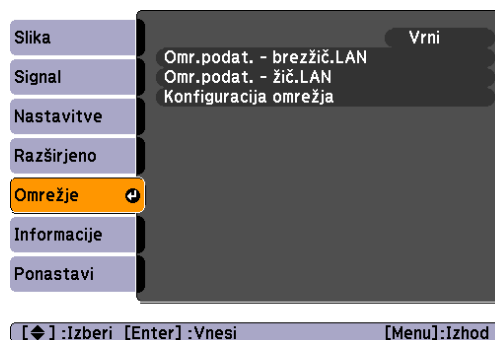 Slika
Signal
Nastavitve
Razširjeno
Omrežje
Informacije
Ponastavi
Vrni
Omr.podat. - brezžič.LAN
Omr.podat. - žič.LAN
Konfiguracija omrežja
[◆] :Izberi [Enter] :Vnesi [Menu]:Izhod